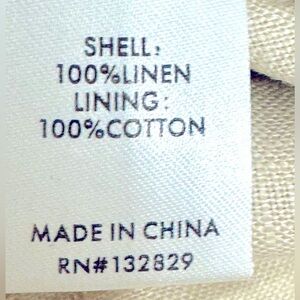 SHELL:
100%LINEN
LINING:
100%COTTON
MADE IN CHINA
RN#132829